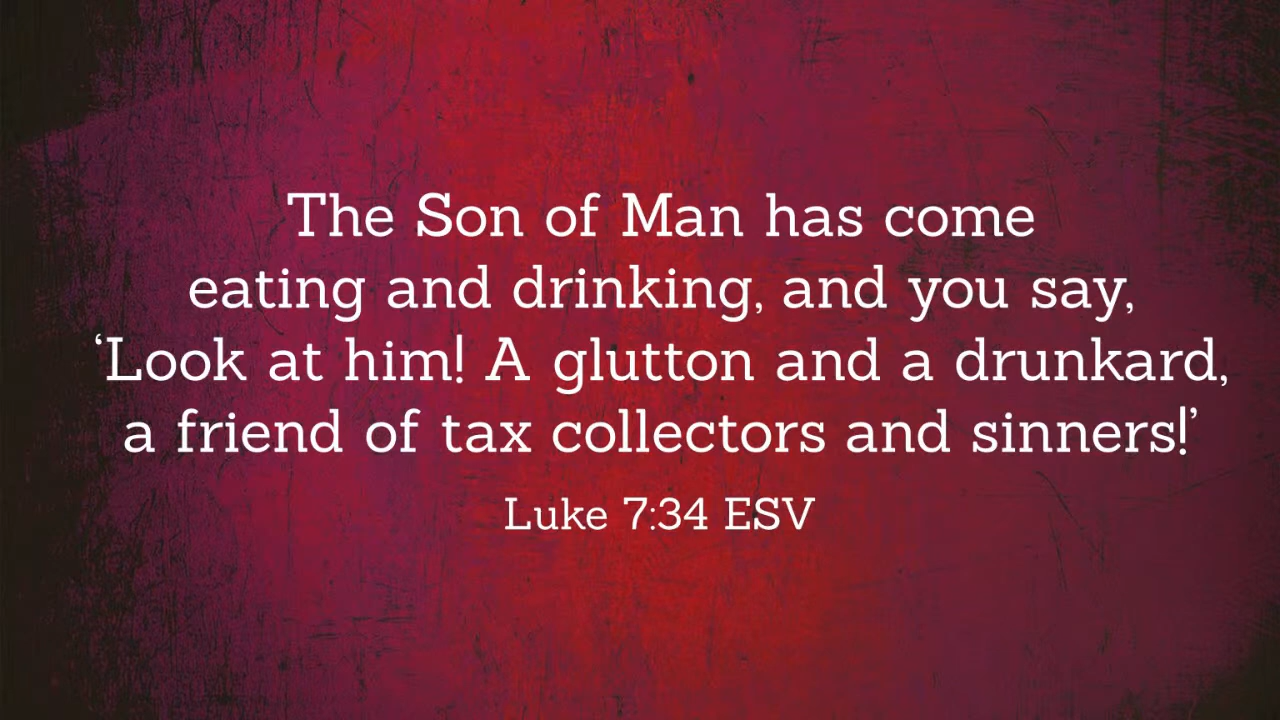 The Son of Man has come
eating and drinking, and you say,
‘Look at him! A glutton and a drunkard,
a friend of tax collectors and sinners!’
Luke 7:34 ESV